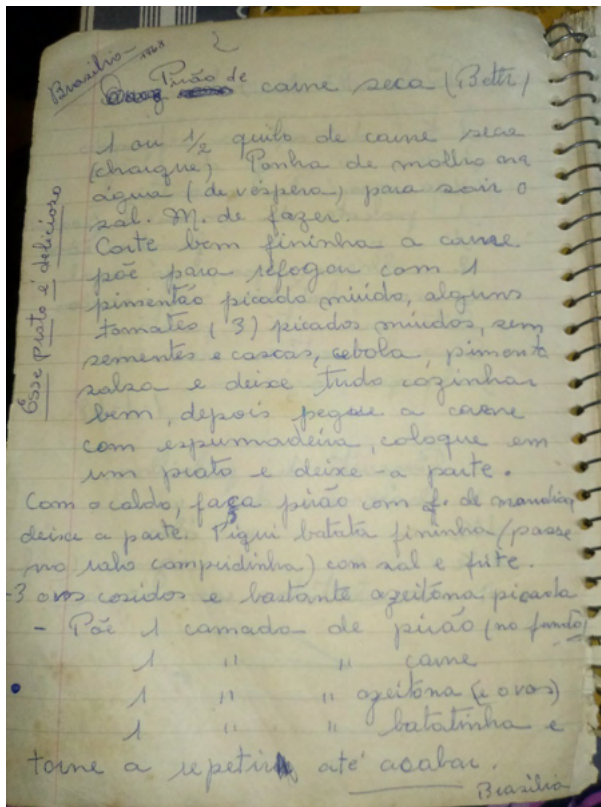 2
Brasília - 1968
Pirão de carne seca (Betti)
1 ou 1/2 quilo de carne seca
(charque) Ponha de molho na
água (de véspera) para sair o
sal. M. de fazer.
Corte bem fininha a carne
põe para refogar com 1
pimentão picado miúdo, alguns
tomates (3) picados miúdos, sem
sementes e cascas, cebola, pimenta
salsa e deixe tudo cozinhar
bem, depois pegue a carne
com espumadeira, coloque em
um prato e deixe-a parte.
Com o caldo, faça pirão com f. de mandioca
deixe a parte. Piqui batata fininha (passe
no ralo compridinha) com sal e frite.
-3 ovos cosidos e bastante azeitona picada
- Põe 1 camada de pirão (no fundo)
1 " " carne
1 " " azeitona (e ovos)
1 " " batatinha e
torne a repetir até acabar.
Brasília
Êsse prato é delicioso